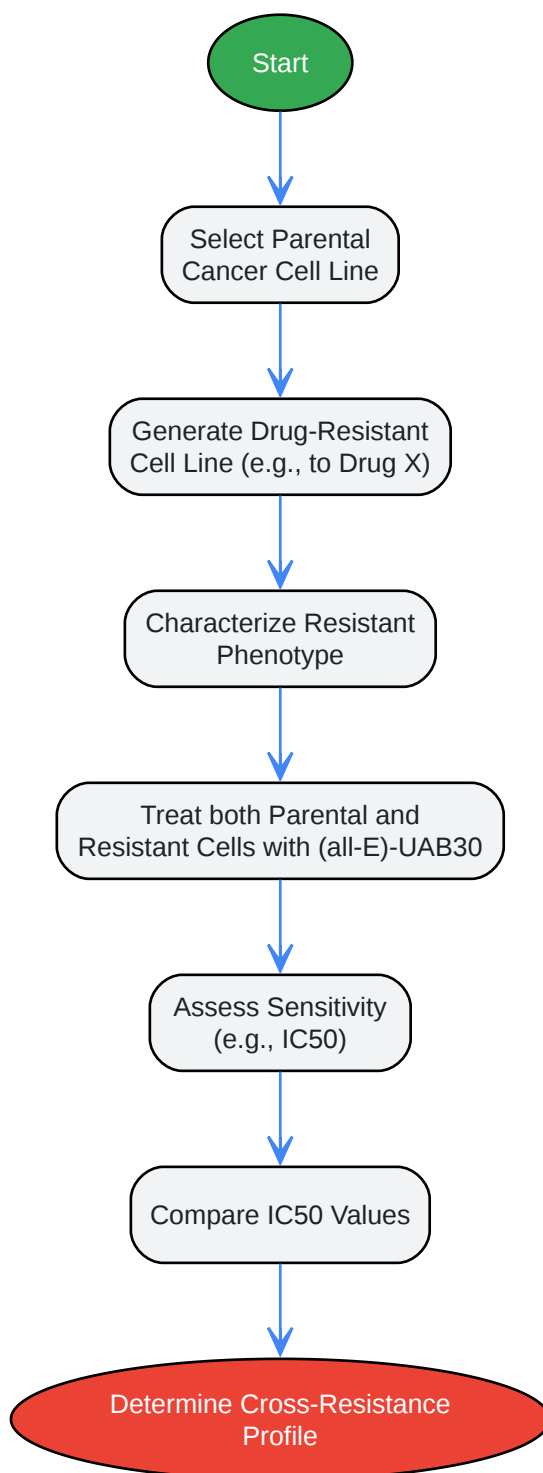 Start
Select Parental
Cancer Cell Line
Generate Drug-Resistant
Cell Line (e.g., to Drug X)
Characterize Resistant
Phenotype
Treat both Parental and
Resistant Cells with (all-E)-UAB30
Assess Sensitivity
(e.g., IC50)
Compare IC50 Values
Determine Cross-Resistance
Profile